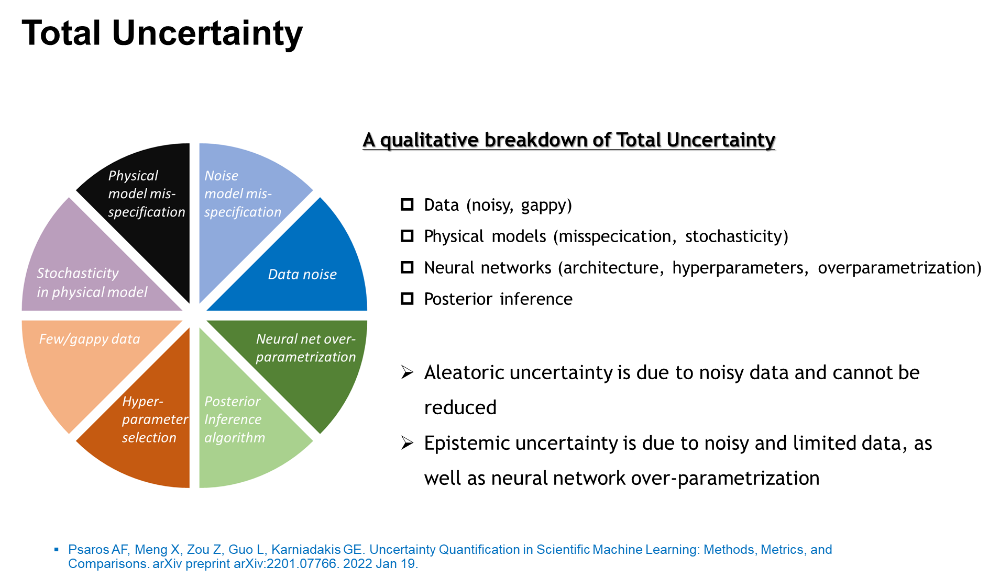 Total Uncertainty
A qualitative breakdown of Total Uncertainty
Physical
model mis-
specification
Noise
model mis-
specification
Stochasticity
in physical model
Data noise
Few/gappy data
Neural net over-
parametrization
Hyper-
parameter
selection
Posterior
Inference
algorithm
Data (noisy, gappy)
Physical models (misspecication, stochasticity)
Neural networks (architecture, hyperparameters, overparametrization)
Posterior inference
Aleatoric uncertainty is due to noisy data and cannot be
reduced
Epistemic uncertainty is due to noisy and limited data, as
well as neural network over-parametrization
Psaros AF, Meng X, Zou Z, Guo L, Karniadakis GE. Uncertainty Quantification in Scientific Machine Learning: Methods, Metrics, and
Comparisons. arXiv preprint arXiv:2201.07766. 2022 Jan 19.